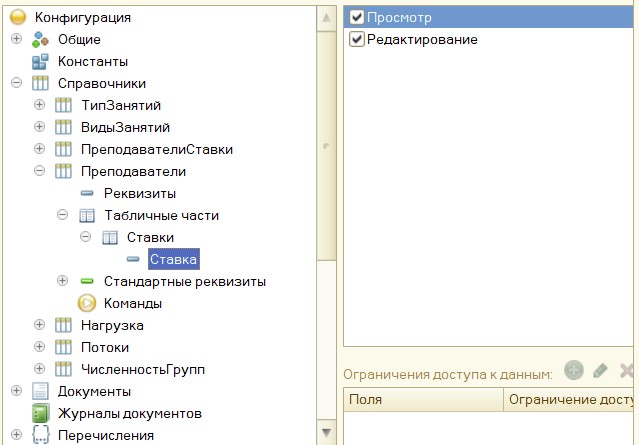 Конфигурация
Общие
Константы
Справочники
ТипЗанятий
ВидыЗанятий
ПреподавателиСтавки
Преподаватели
Реквизиты
Табличные части
Ставки
Ставка
Стандартные реквизиты
Команды
Нагрузка
Потоки
ЧисленностьГрупп
Документы
Журналы документов
Перечисления
Просмотр
Редактирование
Ограничения доступа к данным:
Поля Ограничение дост